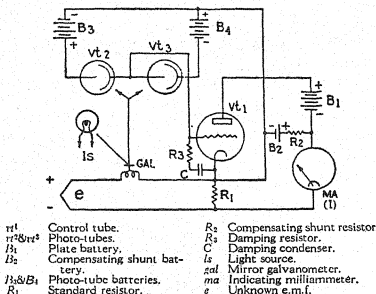 B3
B4
vt2
vt3
vt1
B1
ls
GAL
R3
C
R1
B2
R2
MA
(I)
e
vt¹ Control tube.
vt²&vt³ Photo-tubes.
B1 Plate battery.
B2 Compensating shunt bat-
tery.
B3&B4 Photo-tube batteries.
R1 Standard resistor.
R2 Compensating shunt resistor
R3 Damping resistor.
C Damping condenser.
ls Light source.
gal Mirror galvanometer.
ma Indicating milliammeter.
e Unknown e.m.f.